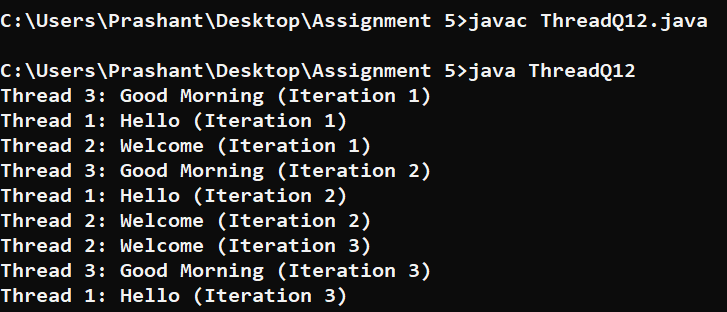 C:\Users\Prashant\Desktop\Assignment 5>javac ThreadQ12.java
C:\Users\Prashant\Desktop\Assignment 5>java ThreadQ12
Thread 3: Good Morning (Iteration 1)
Thread 1: Hello (Iteration 1)
Thread 2: Welcome (Iteration 1)
Thread 3: Good Morning (Iteration 2)
Thread 1: Hello (Iteration 2)
Thread 2: Welcome (Iteration 2)
Thread 2: Welcome (Iteration 3)
Thread 3: Good Morning (Iteration 3)
Thread 1: Hello (Iteration 3)